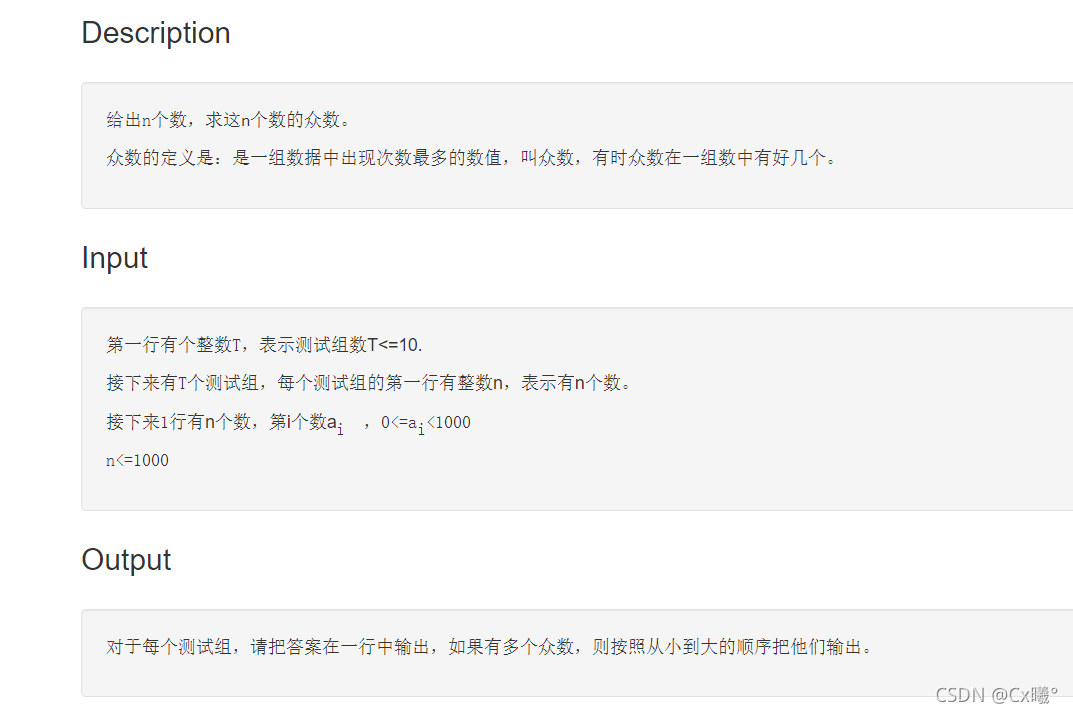 Description
给出n个数，求这n个数的众数。
众数的定义是：是一组数据中出现次数最多的数值，叫众数，有时众数在一组数中有好几个。
Input
第一行有个整数T，表示测试组数T<=10.
接下来有T个测试组，每个测试组的第一行有整数n，表示有n个数。
接下来1行有n个数，第i个数ai ，0<=ai<1000
n<=1000
Output
对于每个测试组，请把答案在一行中输出，如果有多个众数，则按照从小到大的顺序把他们输出。
CSDN @Cx曦°